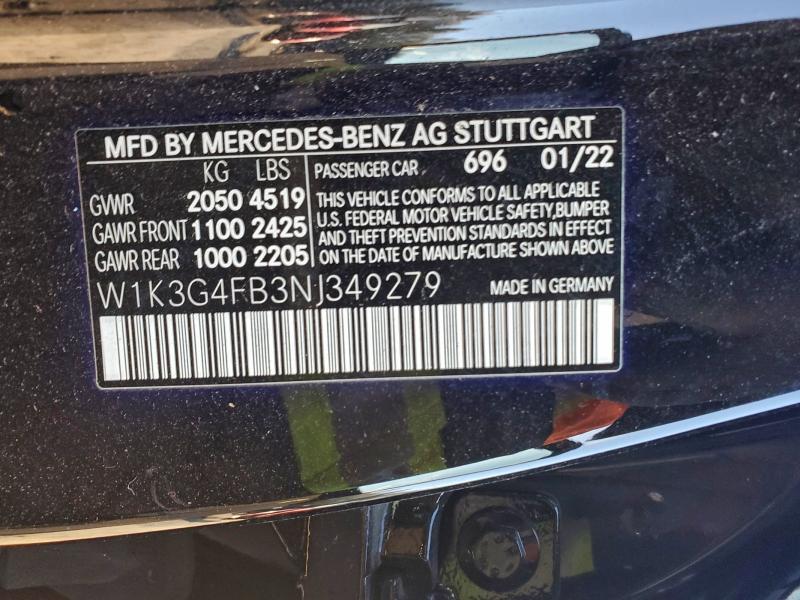 MFD BY MERCEDES-BENZ AG STUTTGART
KG LBS
GVWR 2050 4519
GAWR FRONT 1100 2425
GAWR REAR 1000 2205
PASSENGER CAR 696 01/22
THIS VEHICLE CONFORMS TO ALL APPLICABLE
U.S. FEDERAL MOTOR VEHICLE SAFETY,BUMPER
AND THEFT PREVENTION STANDARDS IN EFFECT
ON THE DATE OF MANUFACTURE SHOWN ABOVE
W1K3G4FB3NJ349279 MADE IN GERMANY